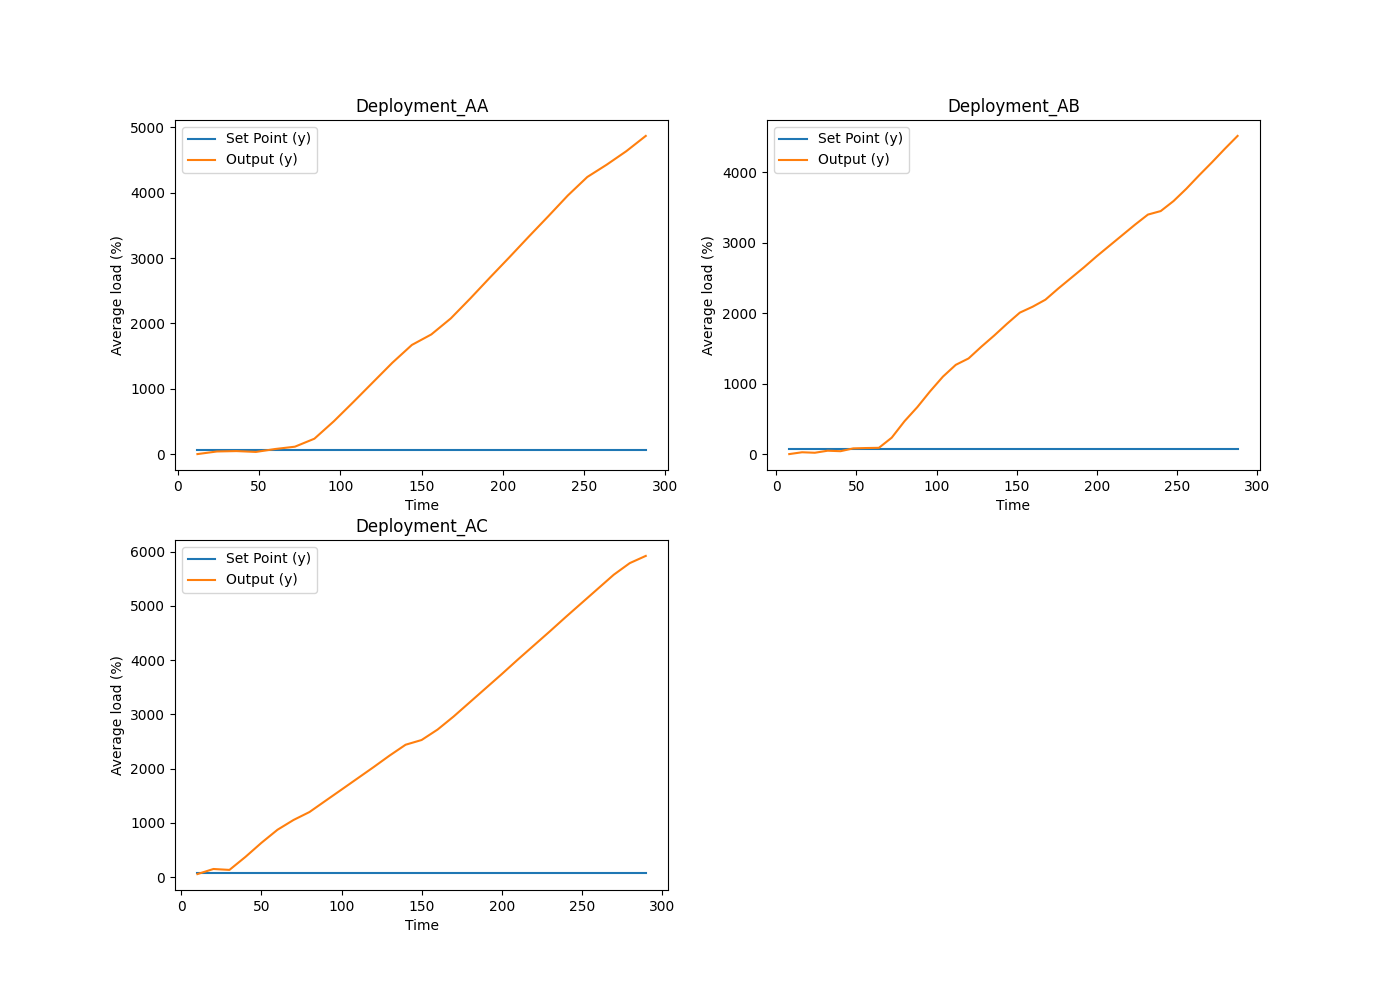 Deployment_AA
Set Point (y)
Output (y)
5000
4000
3000
2000
1000
0
Average load (%)
0 50 100 150 200 250 300
Time
Deployment_AB
Set Point (y)
Output (y)
4000
3000
2000
1000
0
Average load (%)
0 50 100 150 200 250 300
Time
Deployment_AC
Set Point (y)
Output (y)
6000
5000
4000
3000
2000
1000
0
Average load (%)
0 50 100 150 200 250 300
Time